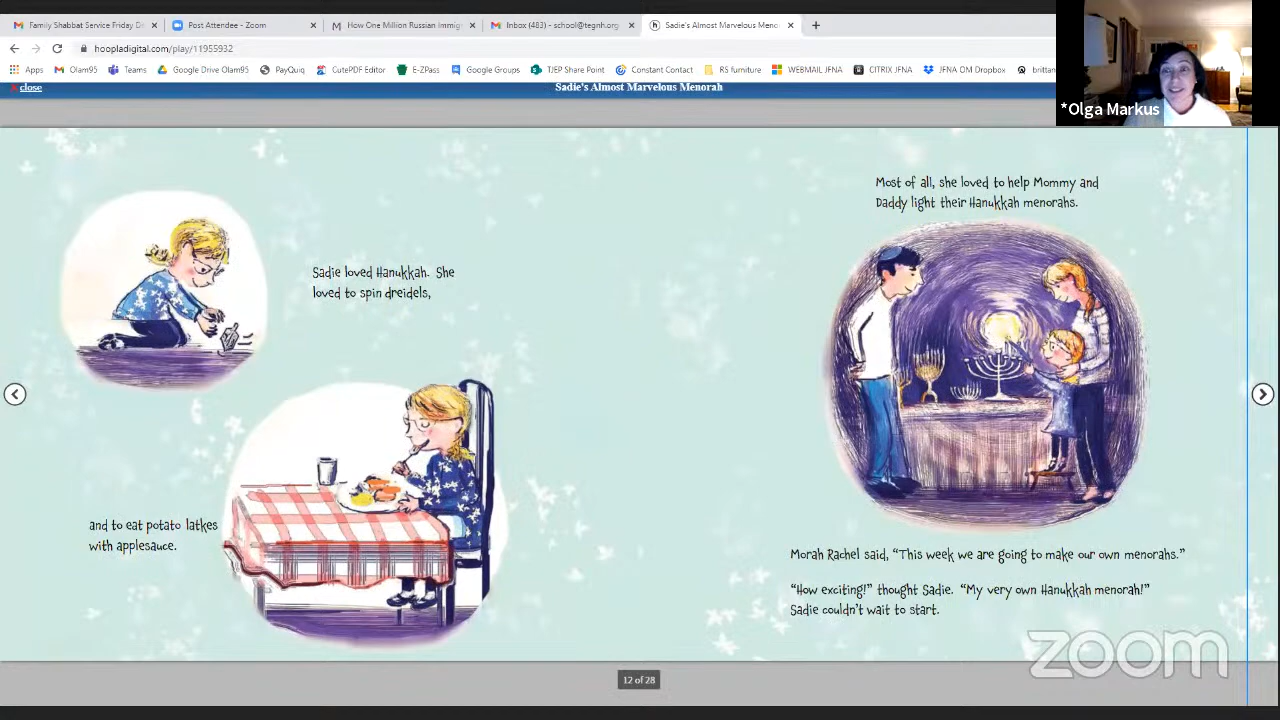 Family Shabbat Service Friday De
Post Attendee - Zoom
How One Million Russian Immig
Inbox (483) - school@tegnh.org
Sadie's Almost Marvelous Menor
hoopladigital.com/play/11955932
Apps
Olam95
Teams
Google Drive Olam95
PayQuiq
CutePDF Editor
E-ZPass
Google Groups
TJEP Share Point
Constant Contact
RS furniture
WEBMAIL JFNA
CITRIX JFNA
JFNA OM Dropbox
brittan
X close
Sadie's Almost Marvelous Menorah
*Olga Markus
Sadie loved Hanukkah. She
loved to spin dreidels,
and to eat potato latkes
with applesauce.
Most of all, she loved to help Mommy and
Daddy light their Hanukkah menorahs.
Morah Rachel said, “This week we are going to make our own menorahs.”
“How exciting!” thought Sadie. “My very own Hanukkah menorah!”
Sadie couldn’t wait to start.
zoom
12 of 28